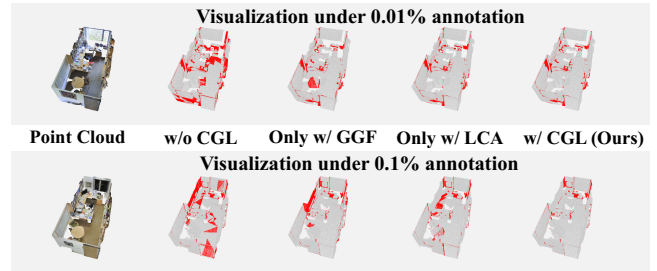 Visualization under 0.01% annotation
Point Cloud w/o CGL Only w/ GGF Only w/ LCA w/ CGL (Ours)
Visualization under 0.1% annotation